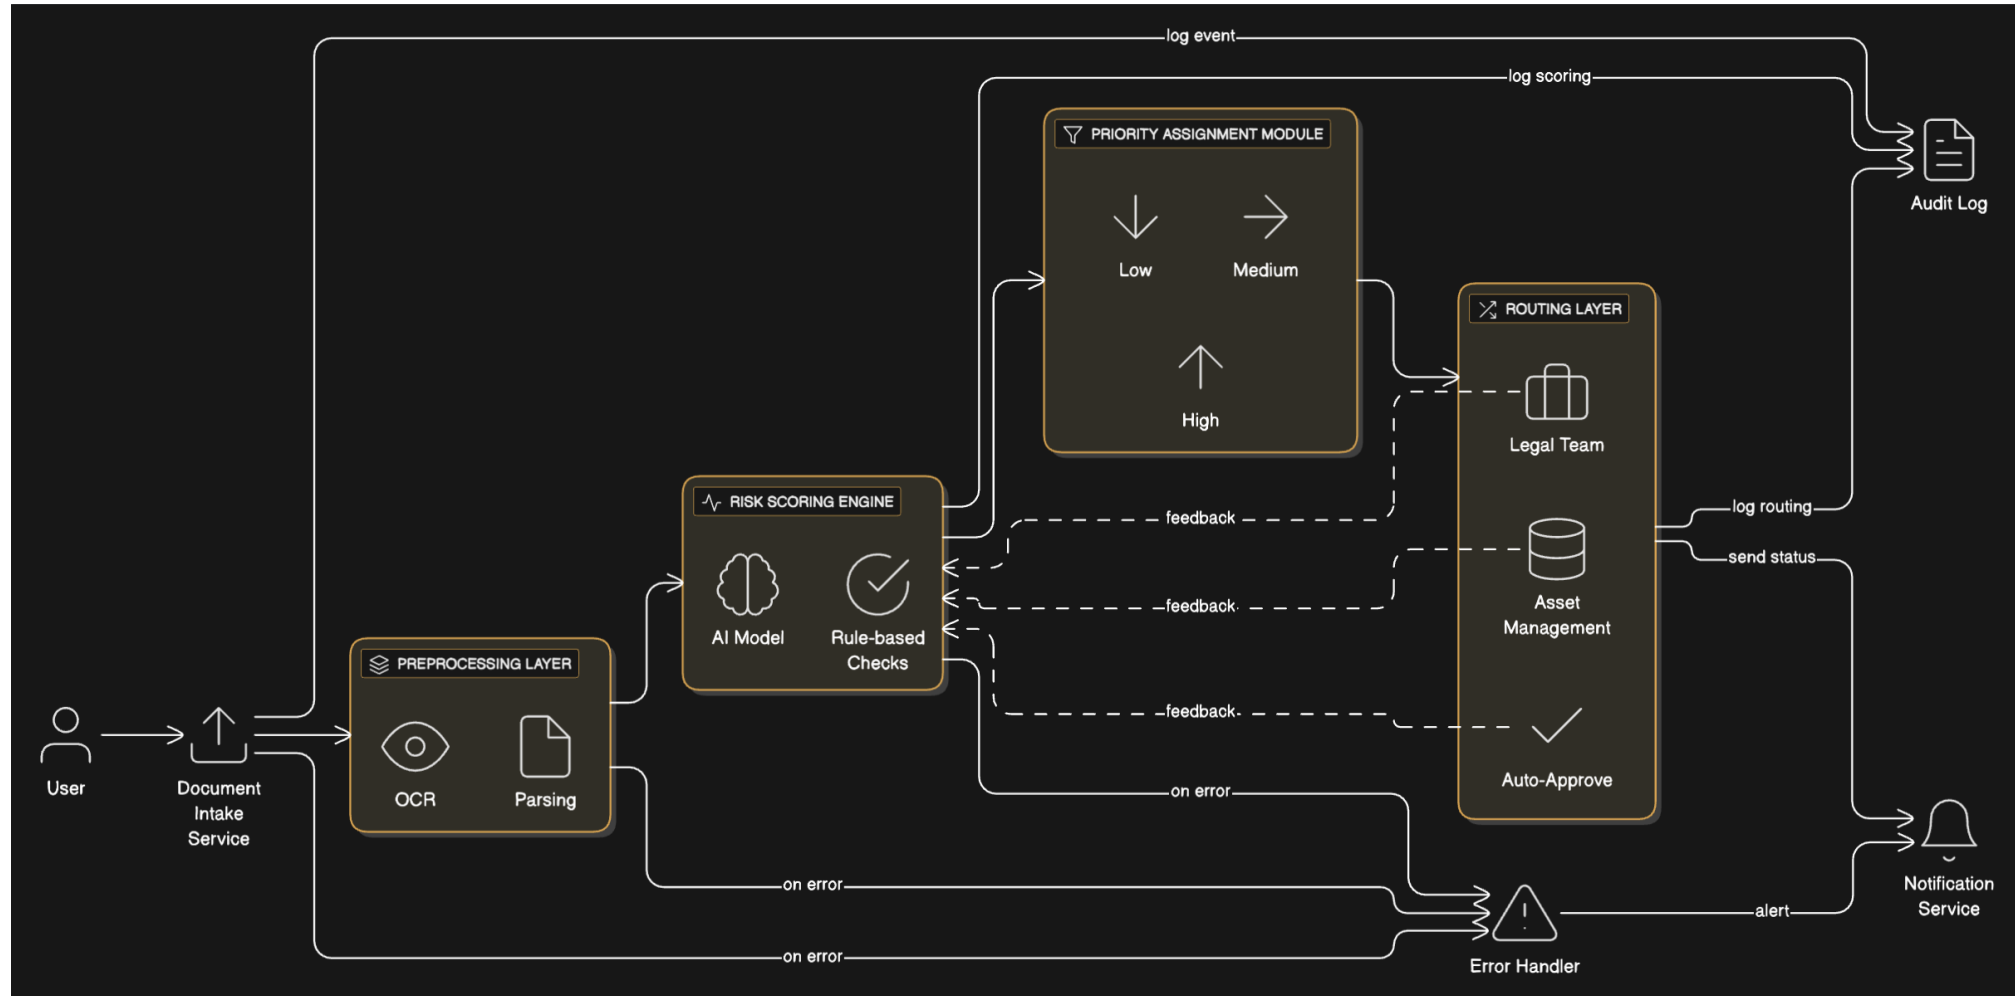 log event
log scoring
PRIORITY ASSIGNMENT MODULE
Low
Medium
High
Audit Log
ROUTING LAYER
Legal Team
Asset
Management
Auto-Approve
log routing
send status
RISK SCORING ENGINE
AI Model
Rule-based
Checks
feedback
feedback
feedback
PREPROCESSING LAYER
OCR
Parsing
User
Document
Intake
Service
on error
on error
on error
Error Handler
alert
Notification
Service